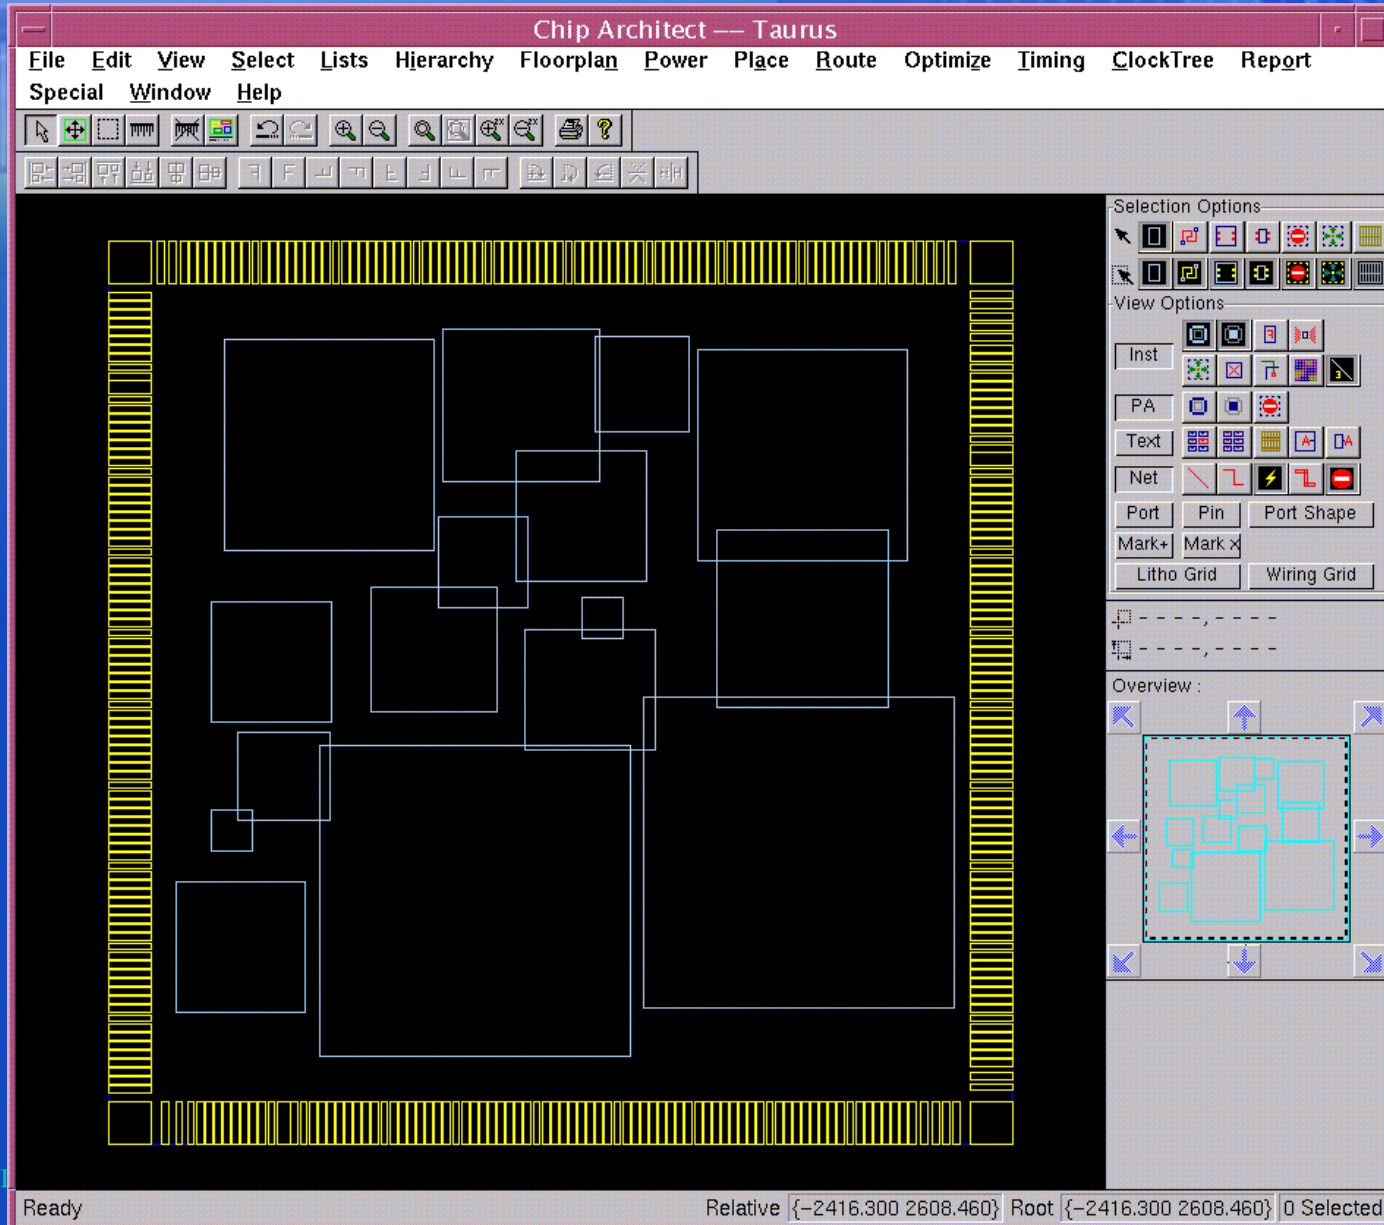 Chip Architect -- Taurus
File Edit View Select Lists Hierarchy Floorplan Power Place Route Optimize Timing ClockTree Report
Special Window Help
Selection Options
View Options
Inst
PA
Text
Net
Port Pin Port Shape
Mark+ Mark x
Litho Grid Wiring Grid
- - - -, - - - -
- - - -, - - - -
Overview :
Ready Relative {-2416.300 2608.460} Root {-2416.300 2608.460} 0 Selected